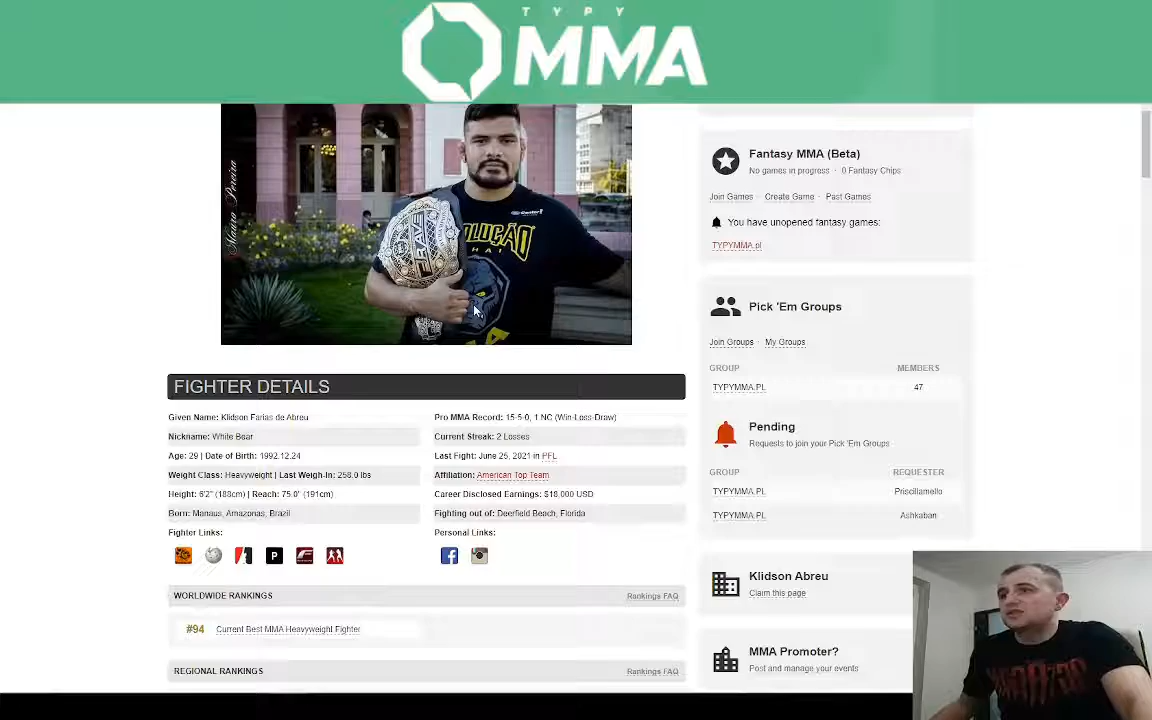 TYPY
MMA
Mauro Pereira
BRAVE
OLUÇÃO
HAI
Fantasy MMA (Beta)
No games in progress · 0 Fantasy Chips
Join Games · Create Game · Past Games
You have unopened fantasy games:
TYPYMMA.pl
Pick 'Em Groups
Join Groups · My Groups
GROUP MEMBERS
TYPYMMA.PL 47
Pending
Requests to join your Pick 'Em Groups
GROUP REQUESTER
TYPYMMA.PL Priscillamello
TYPYMMA.PL Ashkaban
FIGHTER DETAILS
Given Name: Klidson Farias de Abreu
Pro MMA Record: 15-5-0, 1 NC (Win-Loss-Draw)
Nickname: White Bear
Current Streak: 2 Losses
Age: 29 | Date of Birth: 1992.12.24
Last Fight: June 25, 2021 in PFL
Weight Class: Heavyweight | Last Weigh-In: 258.0 lbs
Affiliation: American Top Team
Height: 6'2" (188cm) | Reach: 75.0" (191cm)
Career Disclosed Earnings: $18,000 USD
Born: Manaus, Amazonas, Brazil
Fighting out of: Deerfield Beach, Florida
Fighter Links:
Personal Links:
P
WORLDWIDE RANKINGS Rankings FAQ
#94 Current Best MMA Heavyweight Fighter
REGIONAL RANKINGS Rankings FAQ
Klidson Abreu
Claim this page
MMA Promoter?
Post and manage your events